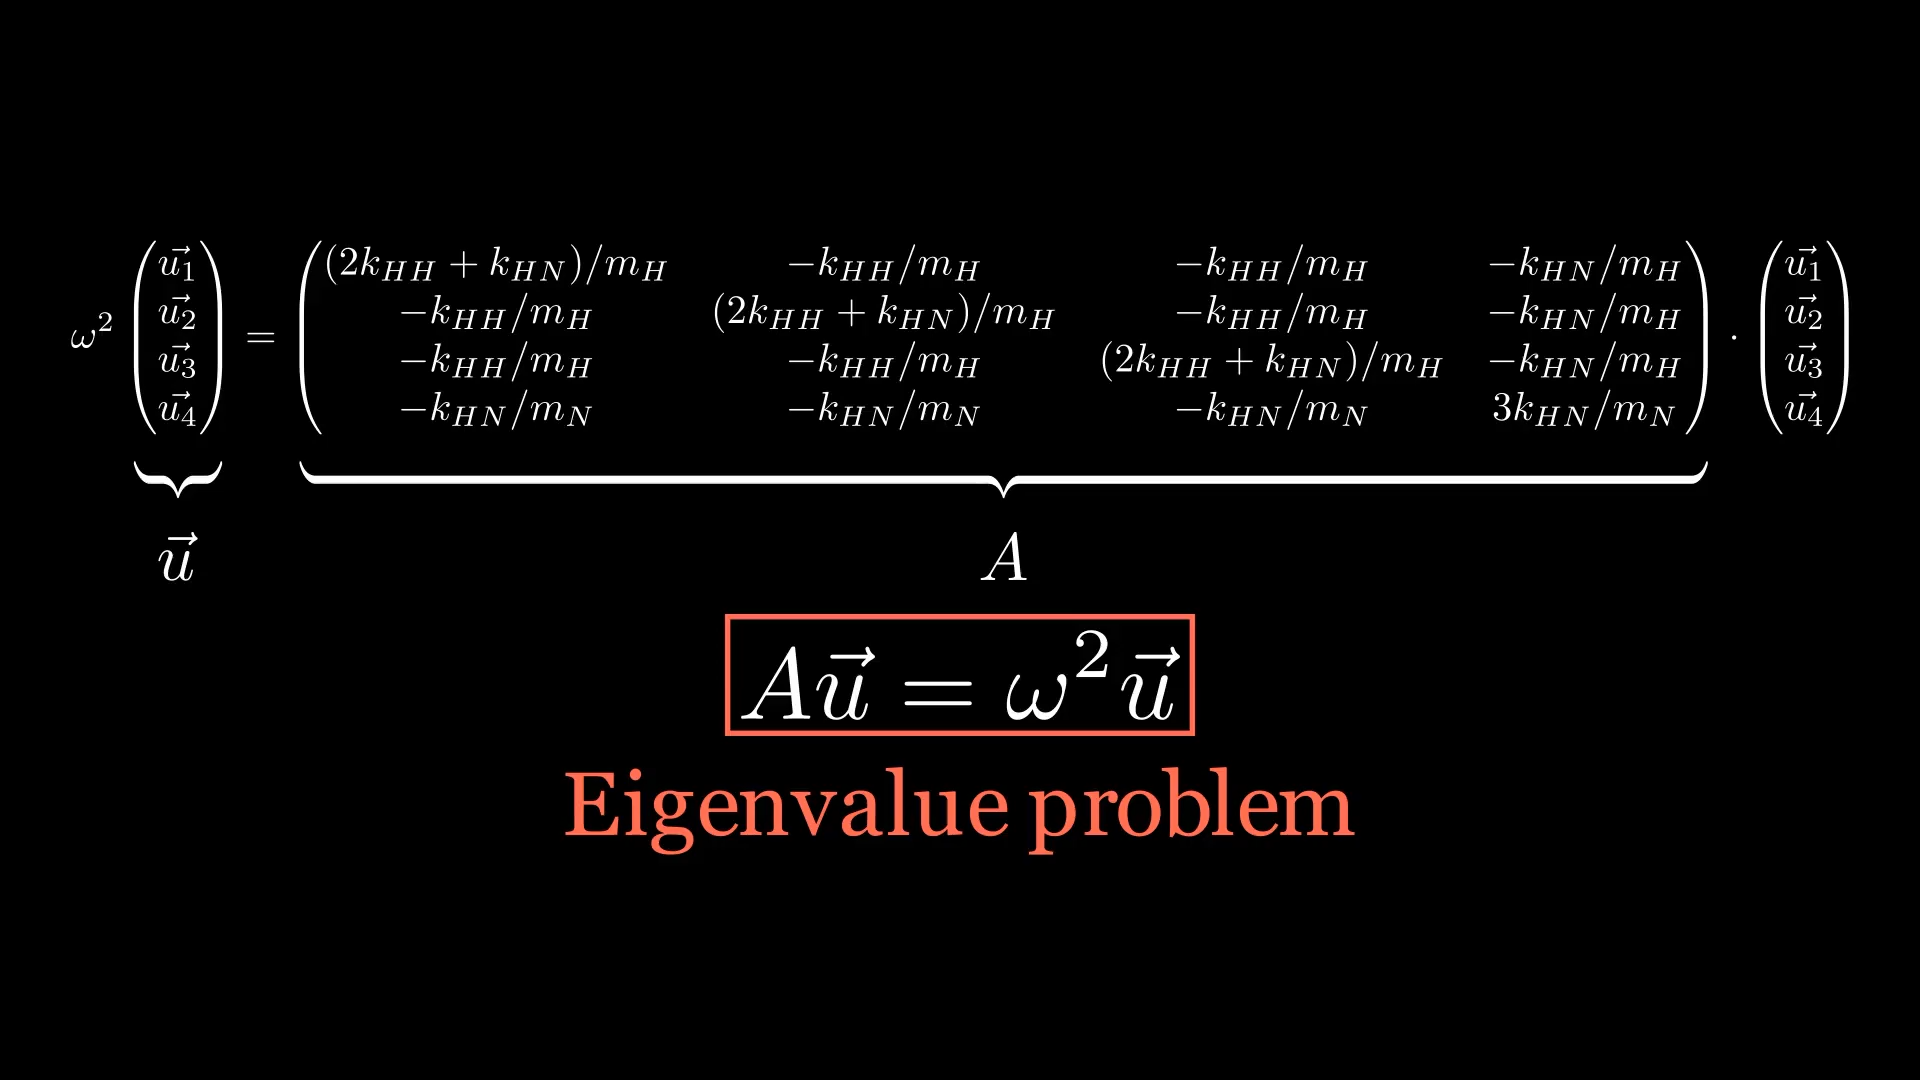 ω² (u⃗₁ u⃗₂ u⃗₃ u⃗₄) = ( (2k_HH + k_HN)/m_H −k_HH/m_H −k_HH/m_H −k_HN/m_H
−k_HH/m_H (2k_HH + k_HN)/m_H −k_HH/m_H −k_HN/m_H
−k_HH/m_H −k_HH/m_H (2k_HH + k_HN)/m_H −k_HN/m_H
−k_HN/m_N −k_HN/m_N −k_HN/m_N 3k_HN/m_N ) · (u⃗₁ u⃗₂ u⃗₃ u⃗₄)
u⃗ A
Au⃗ = ω²u⃗
Eigenvalue problem